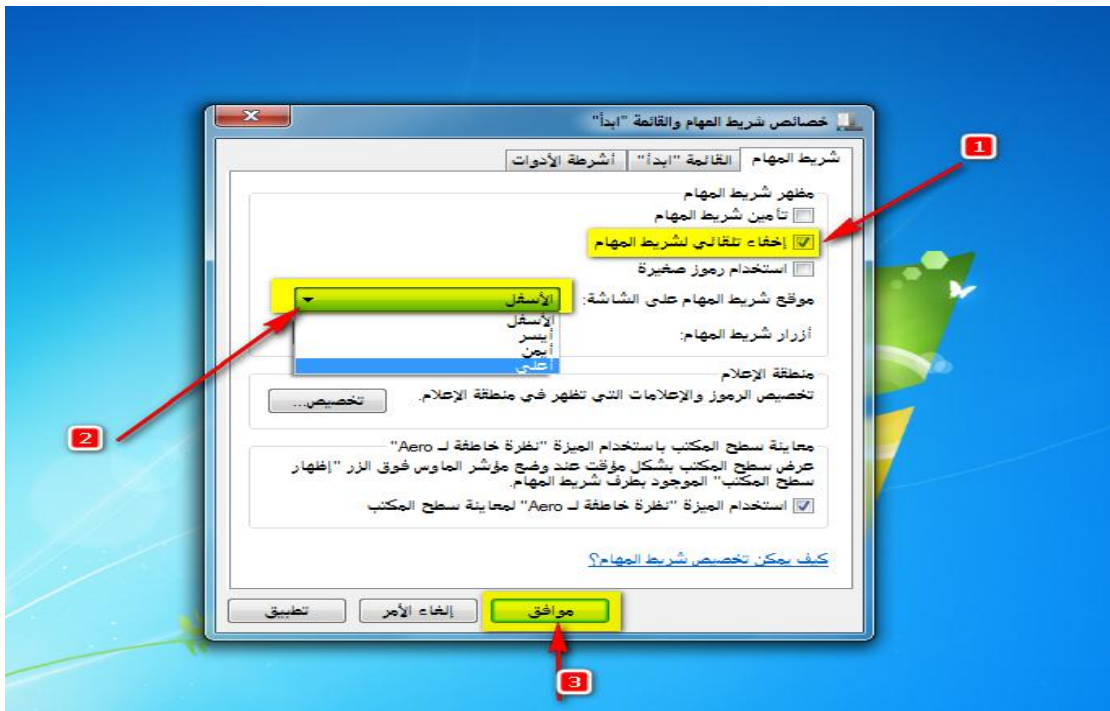 خصائص شريط المهام والقائمة "ابدأ"
شريط المهام
القائمة "ابدأ"
أشرطة الأدوات
1
مظهر شريط المهام
تأمين شريط المهام
إخفاء تلقائي لشريط المهام
استخدام رموز صغيرة
موقع شريط المهام على الشاشة:
الأسفل
الأسفل
أيسر
أيمن
أعلى
أزرار شريط المهام:
منطقة الإعلام
تخصيص الرموز والإعلامات التي تظهر في منطقة الإعلام.
تخصيص...
2
معاينة سطح المكتب باستخدام الميزة "نظرة خاطفة لـ Aero"
عرض سطح المكتب بشكل مؤقت عند وضع مؤشر الماوس فوق الزر "إظهار
سطح المكتب" الموجود بطرف شريط المهام.
استخدام الميزة "نظرة خاطفة لـ Aero" لمعاينة سطح المكتب
كيف يمكن تخصيص شريط المهام؟
موافق
إلغاء الأمر
تطبيق
3